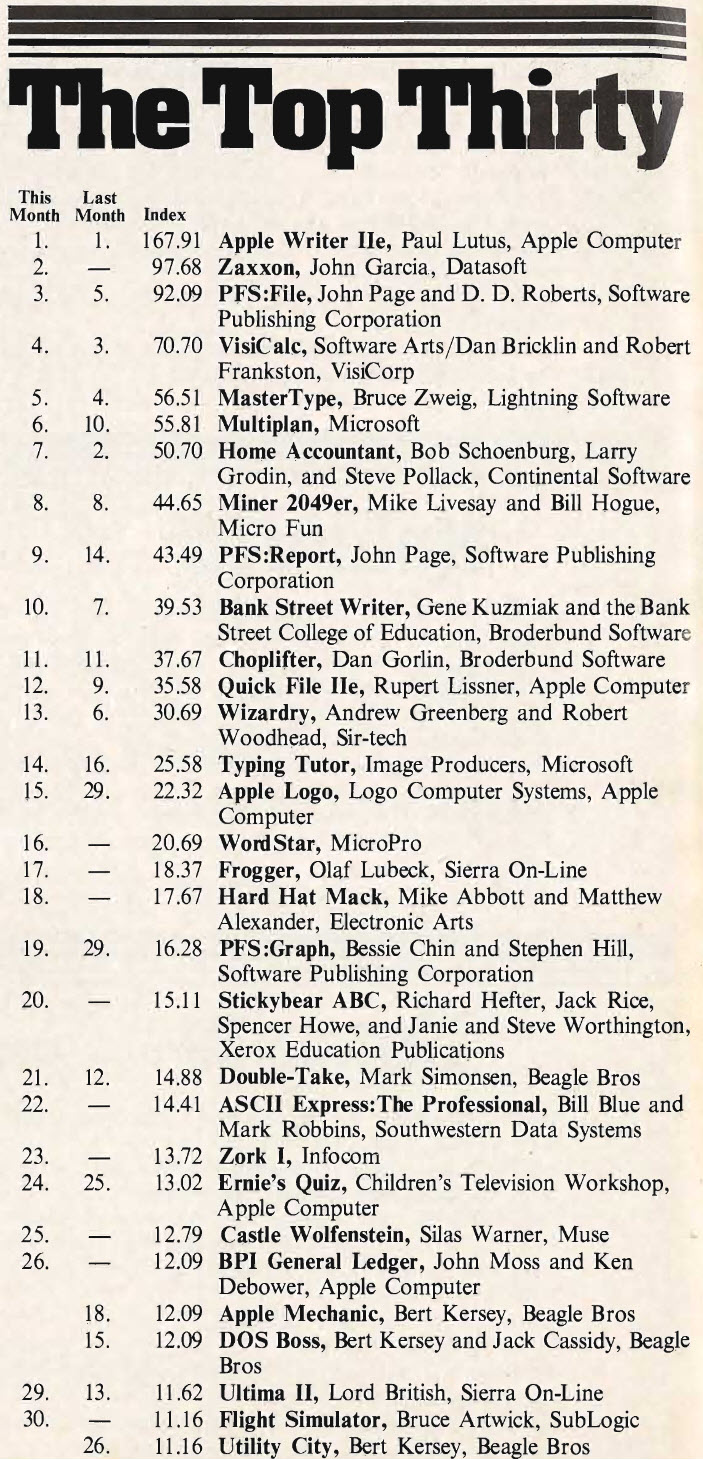 The Top Thirty
This Last
Month Month Index
1. 1. 167.91 Apple Writer IIe, Paul Lutus, Apple Computer
2. — 97.68 Zaxxon, John Garcia, Datasoft
3. 5. 92.09 PFS:File, John Page and D. D. Roberts, Software
Publishing Corporation
4. 3. 70.70 VisiCalc, Software Arts/Dan Bricklin and Robert
Frankston, VisiCorp
5. 4. 56.51 MasterType, Bruce Zweig, Lightning Software
6. 10. 55.81 Multiplan, Microsoft
7. 2. 50.70 Home Accountant, Bob Schoenburg, Larry
Grodin, and Steve Pollack, Continental Software
8. 8. 44.65 Miner 2049er, Mike Livesay and Bill Hogue,
Micro Fun
9. 14. 43.49 PFS:Report, John Page, Software Publishing
Corporation
10. 7. 39.53 Bank Street Writer, Gene Kuzmiak and the Bank
Street College of Education, Broderbund Software
11. 11. 37.67 Choplifter, Dan Gorlin, Broderbund Software
12. 9. 35.58 Quick File IIe, Rupert Lissner, Apple Computer
13. 6. 30.69 Wizardry, Andrew Greenberg and Robert
Woodhead, Sir-tech
14. 16. 25.58 Typing Tutor, Image Producers, Microsoft
15. 29. 22.32 Apple Logo, Logo Computer Systems, Apple
Computer
16. — 20.69 WordStar, MicroPro
17. — 18.37 Frogger, Olaf Lubeck, Sierra On-Line
18. — 17.67 Hard Hat Mack, Mike Abbott and Matthew
Alexander, Electronic Arts
19. 29. 16.28 PFS:Graph, Bessie Chin and Stephen Hill,
Software Publishing Corporation
20. — 15.11 Stickybear ABC, Richard Hefter, Jack Rice,
Spencer Howe, and Janie and Steve Worthington,
Xerox Education Publications
21. 12. 14.88 Double-Take, Mark Simonsen, Beagle Bros
22. — 14.41 ASCII Express:The Professional, Bill Blue and
Mark Robbins, Southwestern Data Systems
23. — 13.72 Zork I, Infocom
24. 25. 13.02 Ernie's Quiz, Children's Television Workshop,
Apple Computer
25. — 12.79 Castle Wolfenstein, Silas Warner, Muse
26. — 12.09 BPI General Ledger, John Moss and Ken
Debower, Apple Computer
18. 12.09 Apple Mechanic, Bert Kersey, Beagle Bros
15. 12.09 DOS Boss, Bert Kersey and Jack Cassidy, Beagle
Bros
29. 13. 11.62 Ultima II, Lord British, Sierra On-Line
30. — 11.16 Flight Simulator, Bruce Artwick, SubLogic
26. 11.16 Utility City, Bert Kersey, Beagle Bros